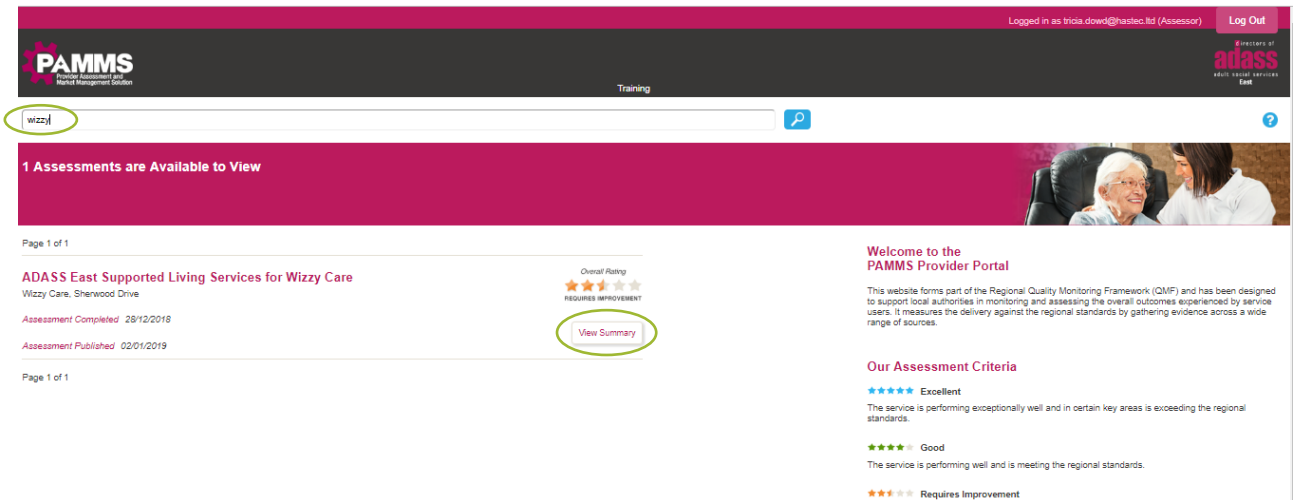 Logged in as tricia.dowd@hastec.ltd (Assessor)
Log Out
PAMMS
Provider Assessment and
Market Management Solution
Training
directors of
adass
adult social services
East
wizzy
?
1 Assessments are Available to View
Page 1 of 1
ADASS East Supported Living Services for Wizzy Care
Wizzy Care, Sherwood Drive
Assessment Completed 28/12/2018
Assessment Published 02/01/2019
Overall Rating
REQUIRES IMPROVEMENT
View Summary
Page 1 of 1
Welcome to the
PAMMS Provider Portal
This website forms part of the Regional Quality Monitoring Framework (QMF) and has been designed
to support local authorities in monitoring and assessing the overall outcomes experienced by service
users. It measures the delivery against the regional standards by gathering evidence across a wide
range of sources.
Our Assessment Criteria
Excellent
The service is performing exceptionally well and in certain key areas is exceeding the regional
standards.
Good
The service is performing well and is meeting the regional standards.
Requires Improvement